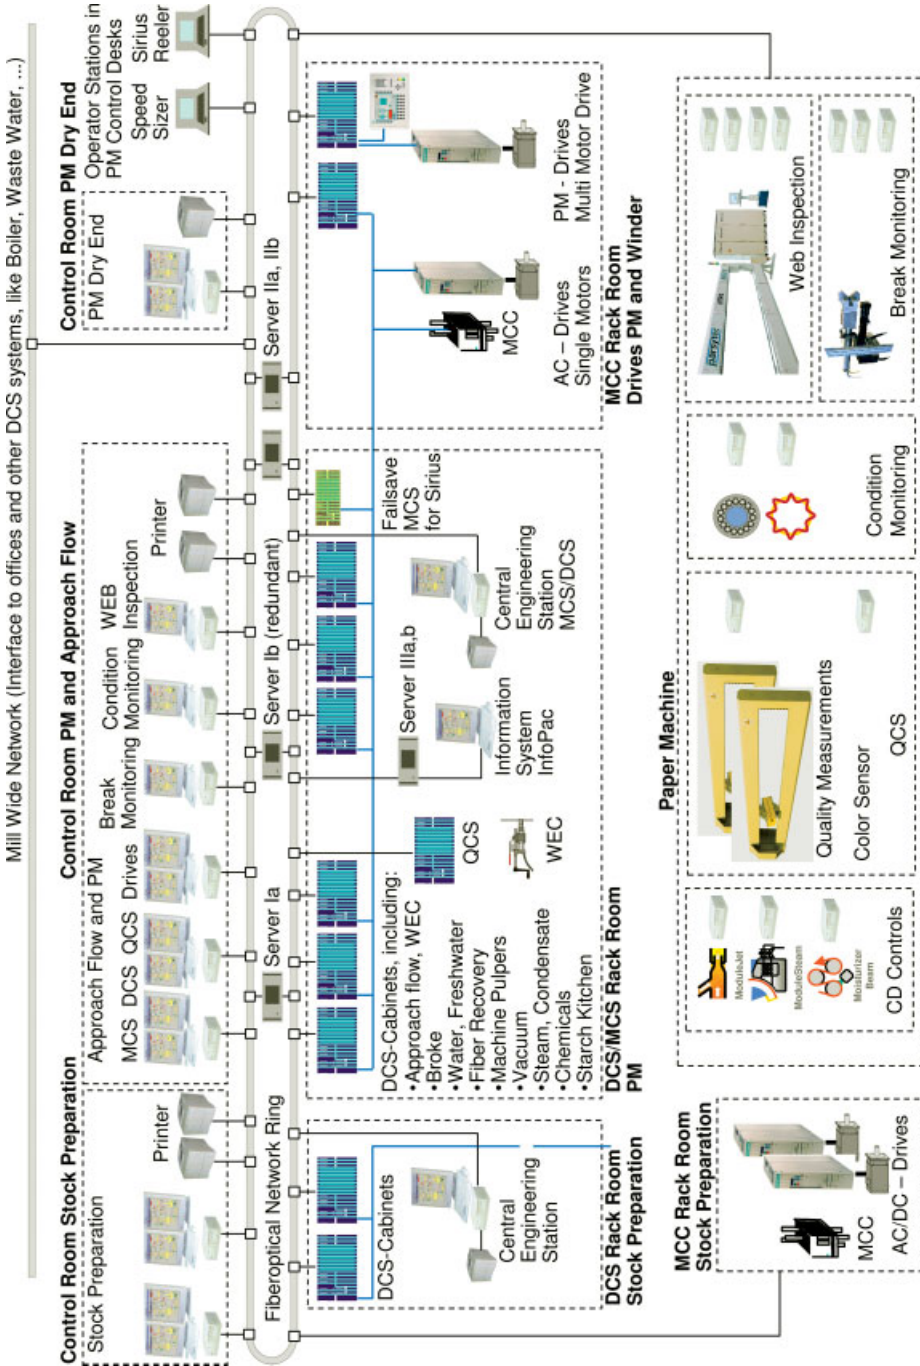 Mill Wide Network (Interface to offices and other DCS systems, like Boiler, Waste Water, ...)
Control Room Stock Preparation
Stock Preparation
Printer
Control Room PM and Approach Flow
Approach Flow and PM
MCS DCS QCS Drives
Break
Monitoring
Condition
Monitoring
WEB
Inspection
Printer
Control Room PM Dry End
PM Dry End
Operator Stations in
PM Control Desks
Speed
Sizer
Sirius
Reeler
Fiberoptical Network Ring
Server Ia
Server Ib (redundant)
Server IIa, IIb
DCS-Cabinets
Central
Engineering
Station
DCS Rack Room
Stock Preparation
DCS-Cabinets, including:
• Approach flow, WEC
• Broke
• Water, Freshwater
• Fiber Recovery
• Machine Pulpers
• Vacuum
• Steam, Condensate
• Chemicals
• Starch Kitchen
QCS
WEC
Server IIIa,b
Information
System
InfoPac
Central
Engineering
Station
MCS/DCS
Failsave
MCS
for Sirius
DCS/MCS Rack Room
PM
MCC
AC – Drives
Single Motors
PM - Drives
Multi Motor Drive
MCC Rack Room
Drives PM and Winder
MCC Rack Room
Stock Preparation
MCC
AC/DC – Drives
Paper Machine
ModuleJet
ModuleSteam
Moisturizer
Beam
CD Controls
Quality Measurements
Color Sensor
QCS
Condition
Monitoring
parsytec
Web Inspection
Break Monitoring